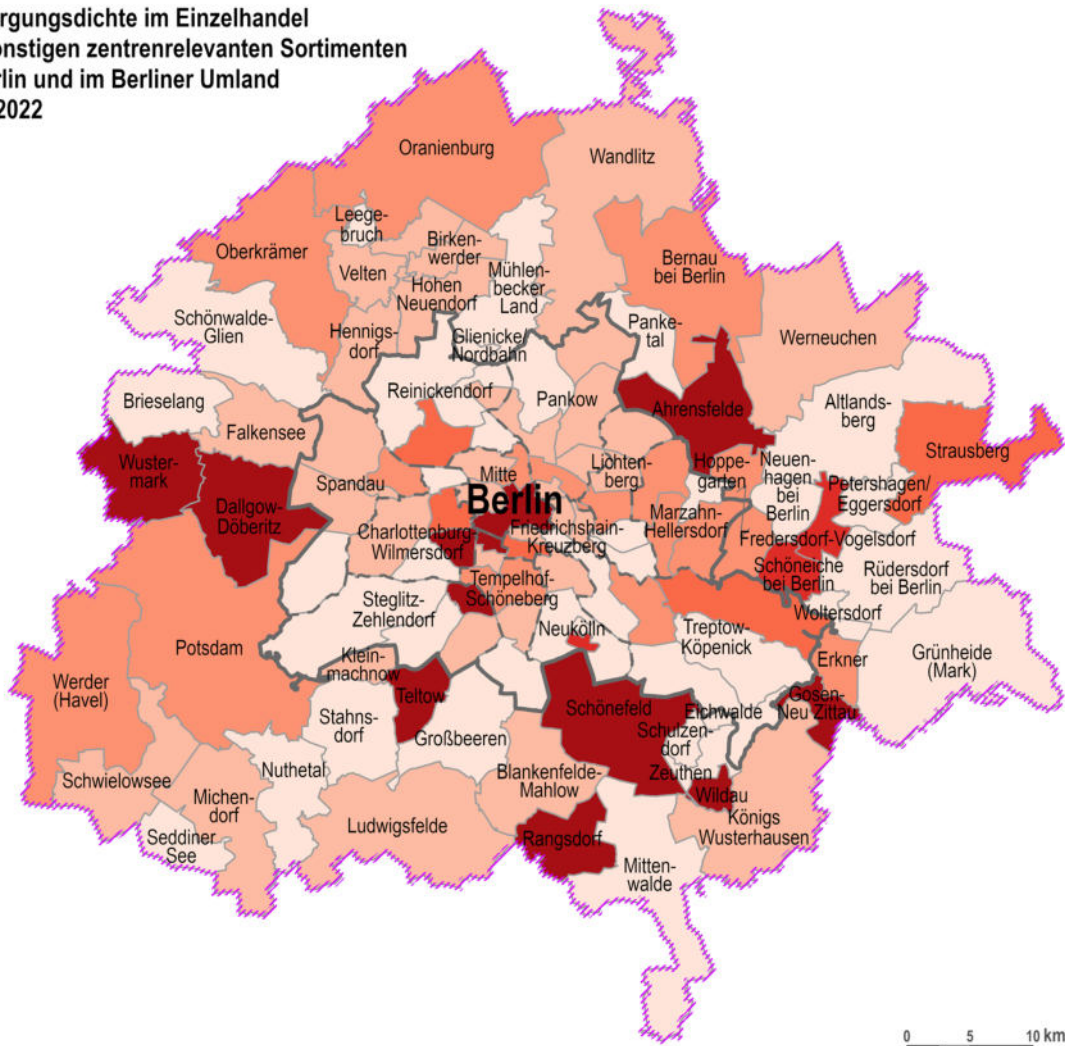 rgungsdichte im Einzelhandel
onstigen zentrenrelevanten Sortimenten
rlin und im Berliner Umland
2022
Oranienburg
Wandlitz
Leege-
bruch
Oberkrämer
Birken-
werder
Bernau
bei Berlin
Velten
Mühlen-
becker
Land
Hohen
Neuendorf
Schönwalde-
Glien
Hennigs-
dorf
Glienicke/
Nordbahn
Panke-
tal
Werneuchen
Reinickendorf
Pankow
Brieselang
Ahrensfelde
Altlands-
berg
Falkensee
Strausberg
Wuster-
mark
Spandau
Mitte
Lichten-
berg
Hoppe-
garten
Neuen-
hagen
bei
Berlin
Petershagen/
Eggersdorf
Dallgow-
Döberitz
Berlin
Marzahn-
Hellersdorf
Charlottenburg-
Wilmersdorf
Friedrichshain-
Kreuzberg
Fredersdorf-Vogelsdorf
Schöneiche
bei Berlin
Rüdersdorf
bei Berlin
Tempelhof-
Schöneberg
Steglitz-
Zehlendorf
Woltersdorf
Neukölln
Treptow-
Köpenick
Potsdam
Klein-
machnow
Erkner
Grünheide
(Mark)
Werder
(Havel)
Teltow
Schönefeld
Gosen-
Neu Zittau
Stahns-
dorf
Großbeeren
Eichwalde
Schulzen-
dorf
Nuthetal
Zeuthen
Schwielowsee
Blankenfelde-
Mahlow
Wildau
Michen-
dorf
Königs
Wusterhausen
Ludwigsfelde
Rangsdorf
Seddiner
See
Mitten-
walde
0 5 10 km